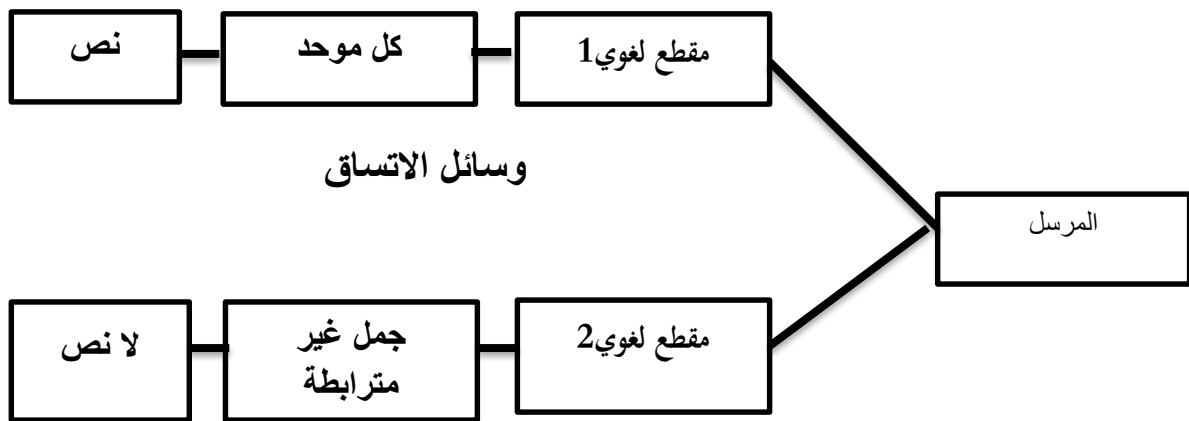 مقطع لغوي1
كل موحد
نص
وسائل الاتساق
المرسل
مقطع لغوي2
جمل غير
مترابطة
لا نص